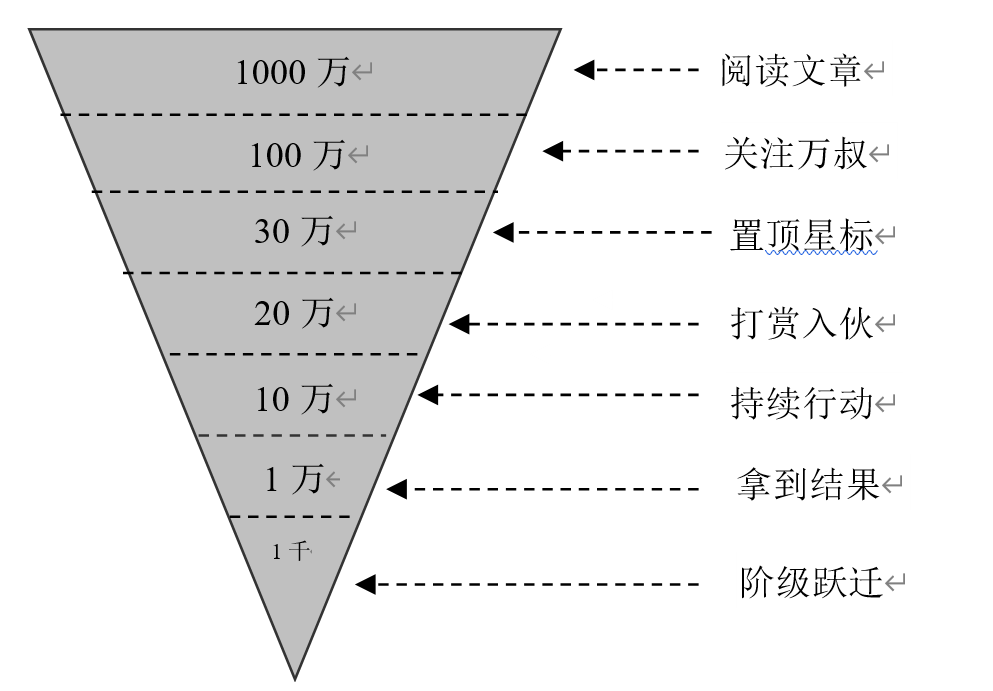 1000 万
阅读文章
100 万
关注万叔
30 万
置顶星标
20 万
打赏入伙
10 万
持续行动
1 万
拿到结果
1 千
阶级跃迁